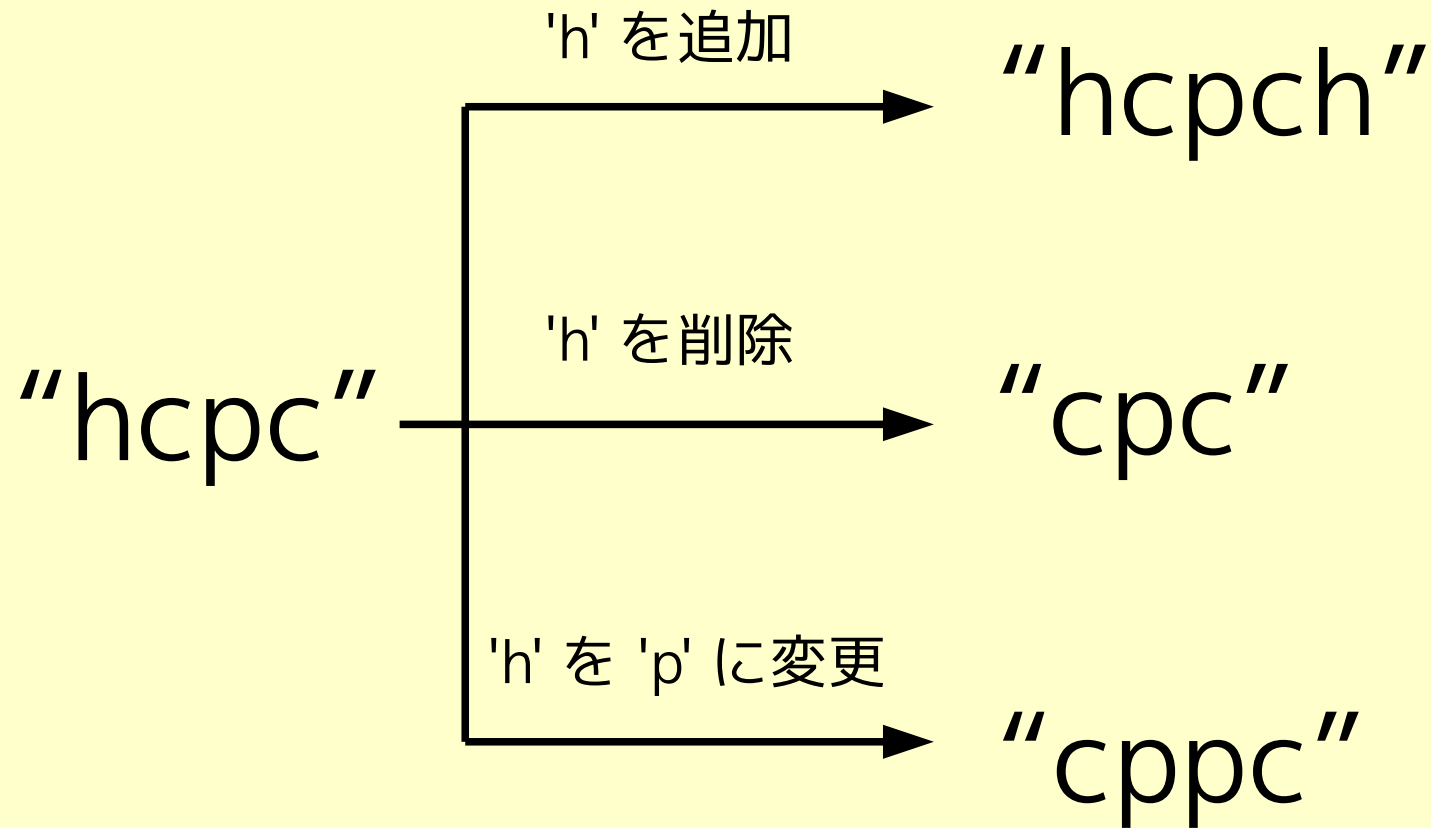 'h' を追加
“hcpch”
'h' を削除
“hcpc”
“cpc”
'h' を 'p' に変更
“cppc”